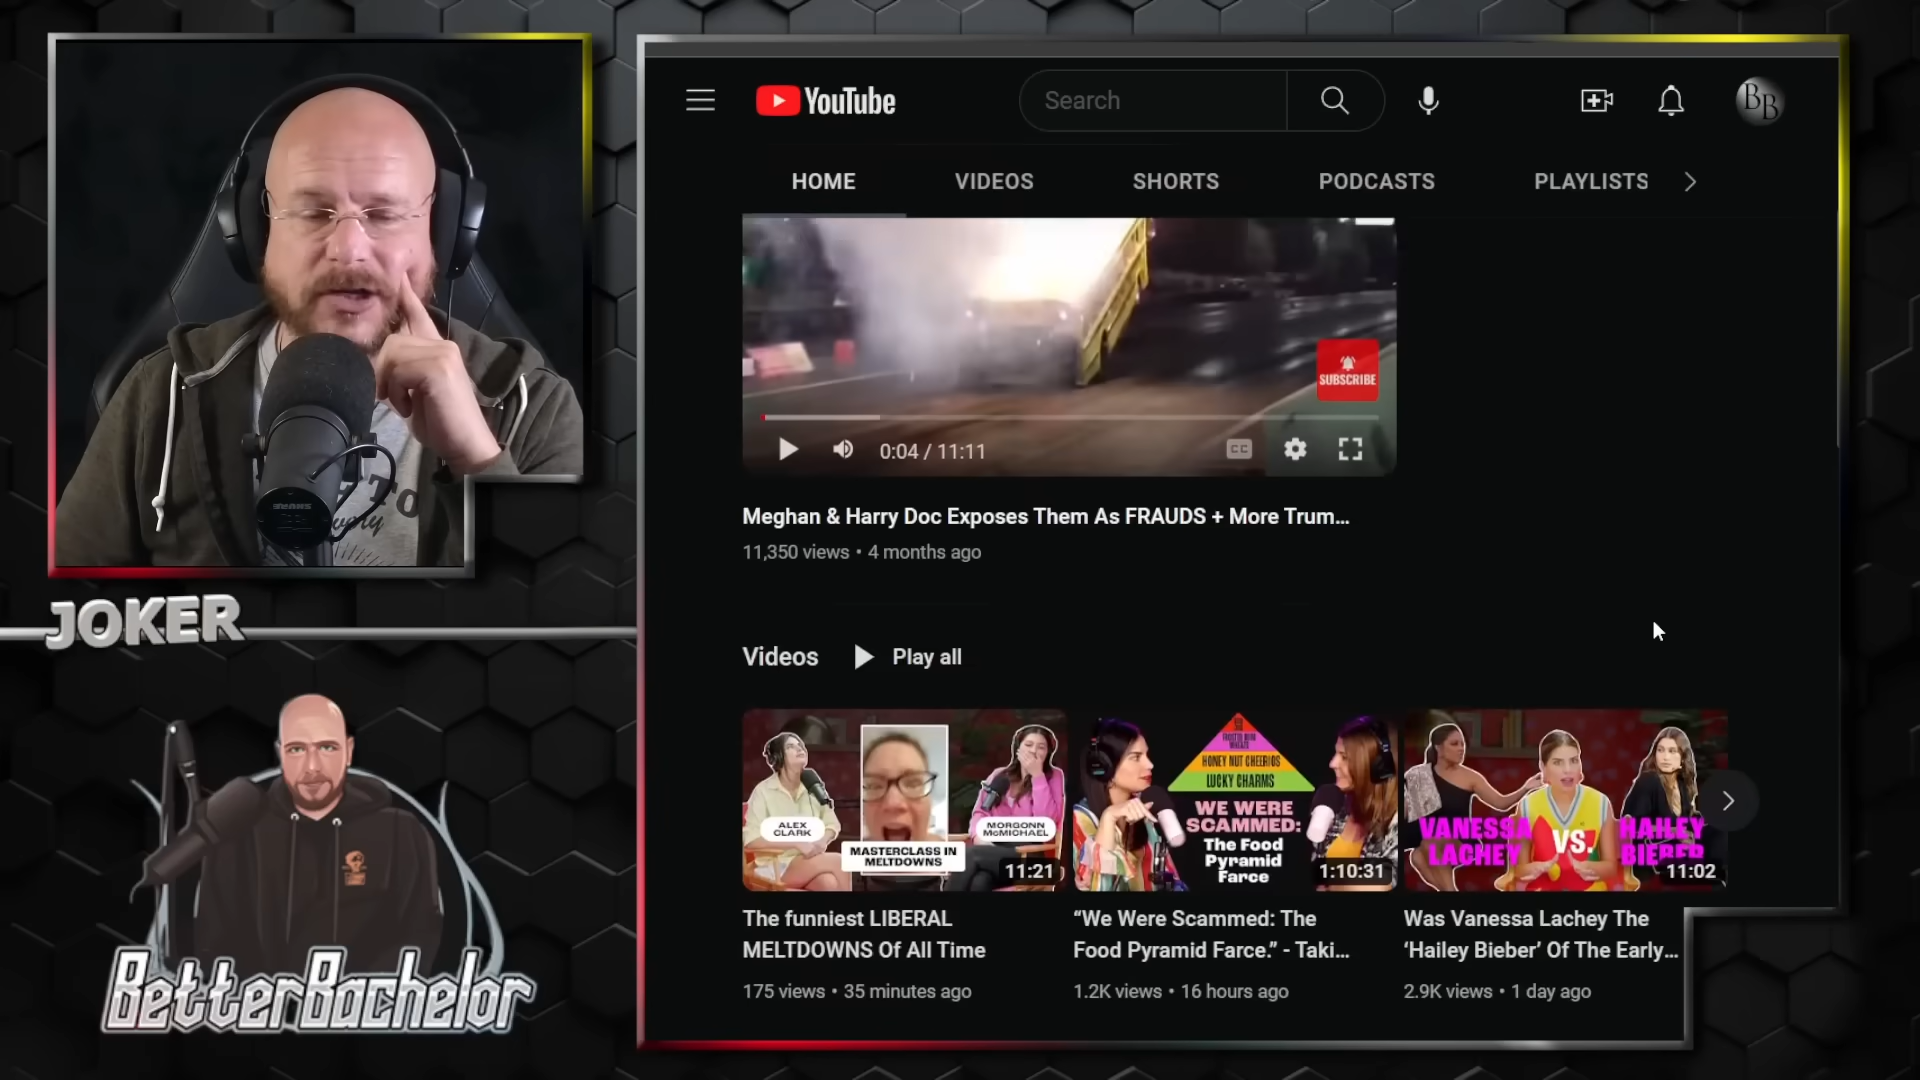 YouTube
Search
BB
HOME
VIDEOS
SHORTS
PODCASTS
PLAYLISTS
SUBSCRIBE
0:04 / 11:11
CC
Meghan & Harry Doc Exposes Them As FRAUDS + More Trum...
11,350 views • 4 months ago
JOKER
Videos
Play all
ALEX
CLARK
MORGONN
McMICHAEL
MASTERCLASS IN
MELTDOWNS
11:21
HONEY NUT CHEERIOS
LUCKY CHARMS
WE WERE
SCAMMED:
The Food
Pyramid
Farce
1:10:31
VANESSA
LACHEY
VS.
HAILEY
BIEBER
11:02
The funniest LIBERAL
MELTDOWNS Of All Time
175 views • 35 minutes ago
“We Were Scammed: The
Food Pyramid Farce.” - Taki...
1.2K views • 16 hours ago
Was Vanessa Lachey The
‘Hailey Bieber’ Of The Early...
2.9K views • 1 day ago
BetterBachelor